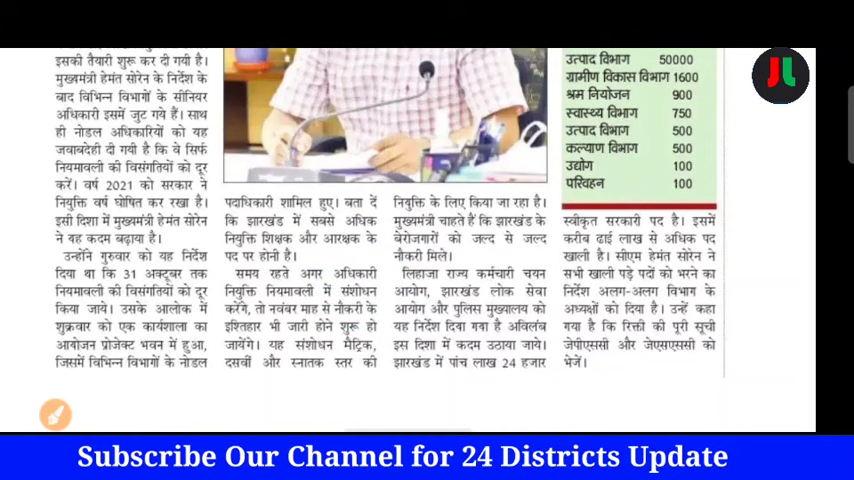 इसकी तैयारी शुरू कर दी गयी है।
मुख्यमंत्री हेमंत सोरेन के निर्देश के
बाद विभिन्न विभागों के सीनियर
अधिकारी इसमें जुट गये हैं। साथ
ही नोडल अधिकारियों को यह
जवाबदेही दी गयी है कि वे सिर्फ
नियमावली की विसंगतियों को दूर
करें। वर्ष 2021 को सरकार ने
नियुक्ति वर्ष घोषित कर रखा है।
इसी दिशा में मुख्यमंत्री हेमंत सोरेन
ने यह कदम बढ़ाया है।
उन्होंने गुरुवार को यह निर्देश
दिया था कि 31 अक्टूबर तक
नियमावली की विसंगतियों को दूर
किया जाये। उसके आलोक में
शुक्रवार को एक कार्यशाला का
आयोजन प्रोजेक्ट भवन में हुआ,
जिसमें विभिन्न विभागों के नोडल
पदाधिकारी शामिल हुए। बता दें
कि झारखंड में सबसे अधिक
नियुक्ति शिक्षक और आरक्षक के
पद पर होनी है।
समय रहते अगर अधिकारी
नियुक्ति नियमावली में संशोधन
करेंगे, तो नवंबर माह से नौकरी के
इश्तिहार भी जारी होने शुरू हो
जायेंगे। यह संशोधन मैट्रिक,
दसवीं और स्नातक स्तर की
नियुक्ति के लिए किया जा रहा है।
मुख्यमंत्री चाहते हैं कि झारखंड के
बेरोजगारों को जल्द से जल्द
नौकरी मिले।
लिहाजा राज्य कर्मचारी चयन
आयोग, झारखंड लोक सेवा
आयोग और पुलिस मुख्यालय को
यह निर्देश दिया गया है अविलंब
इस दिशा में कदम उठाया जाये।
झारखंड में पांच लाख 24 हजार
उत्पाद विभाग 50000
ग्रामीण विकास विभाग 1600
श्रम नियोजन 900
स्वास्थ्य विभाग 750
उत्पाद विभाग 500
कल्याण विभाग 500
उद्योग 100
परिवहन 100
स्वीकृत सरकारी पद है। इसमें
करीब ढाई लाख से अधिक पद
खाली है। सीएम हेमंत सोरेन ने
सभी खाली पड़े पदों को भरने का
निर्देश अलग-अलग विभाग के
अध्यक्षों को दिया है। उन्हें कहा
गया है कि रिक्ती की पूरी सूची
जेपीएससी और जेएसएससी को
भेजें।
JL
Subscribe Our Channel for 24 Districts Update